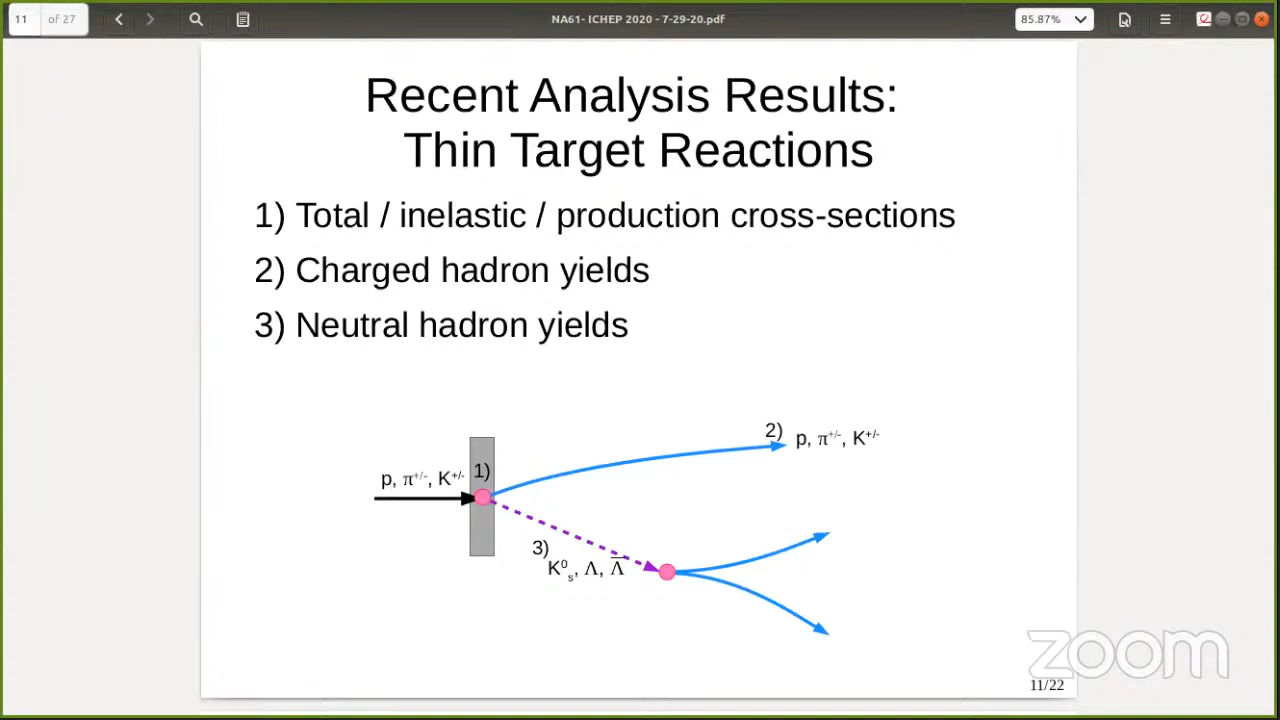 11 of 27
NA61- ICHEP 2020 - 7-29-20.pdf
85.87%
Recent Analysis Results:
Thin Target Reactions
1) Total / inelastic / production cross-sections
2) Charged hadron yields
3) Neutral hadron yields
2) p, π⁺/⁻, K⁺/⁻
p, π⁺/⁻, K⁺/⁻ 1)
3)
K⁰ₛ, Λ, Λ̅
zoom
11/22